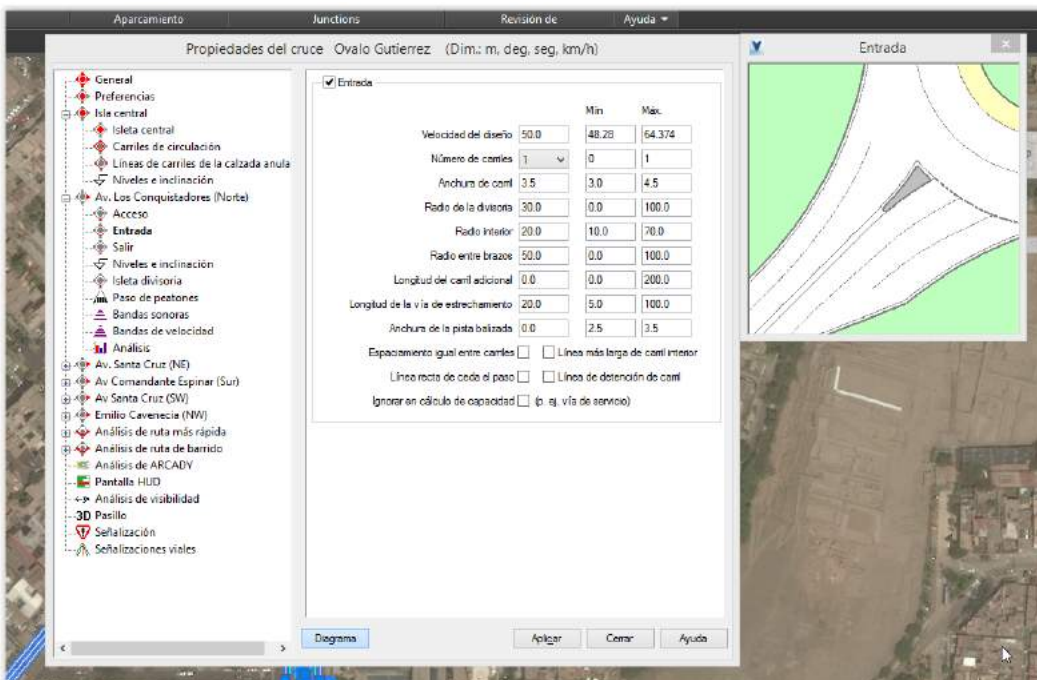 Aparcamiento Junctions Revisión de Ayuda
Propiedades del cruce Ovalo Gutierrez (Dim.: m, deg, seg, km/h)
General
Preferencias
Isla central
Isleta central
Carriles de circulación
Líneas de carriles de la calzada anula
Niveles e inclinación
Av. Los Conquistadores (Norte)
Acceso
Entrada
Salir
Niveles e inclinación
Isleta divisoria
Paso de peatones
Bandas sonoras
Bandas de velocidad
Análisis
Av. Santa Cruz (NE)
Av Comandante Espinar (Sur)
Av Santa Cruz (SW)
Emilio Cavenecia (NW)
Análisis de ruta más rápida
Análisis de ruta de barrido
Análisis de ARCADY
Pantalla HUD
Análisis de visibilidad
3D Pasillo
Señalización
Señalizaciones viales
Entrada
Mín Máx.
Velocidad del diseño 50.0 48.28 64.374
Número de carriles 1 0 1
Anchura de carril 3.5 3.0 4.5
Radio de la divisoria 30.0 0.0 100.0
Radio interior 20.0 10.0 70.0
Radio entre brazos 50.0 0.0 100.0
Longitud del carril adicional 0.0 0.0 200.0
Longitud de la vía de estrechamiento 20.0 5.0 100.0
Anchura de la pista balizada 0.0 2.5 3.5
Espaciamiento igual entre carriles Línea más larga de carril interior
Línea recta de ceda el paso Línea de detención de carril
Ignorar en cálculo de capacidad (p. ej. vía de servicio)
Diagrama Aplicar Cerrar Ayuda
Entrada